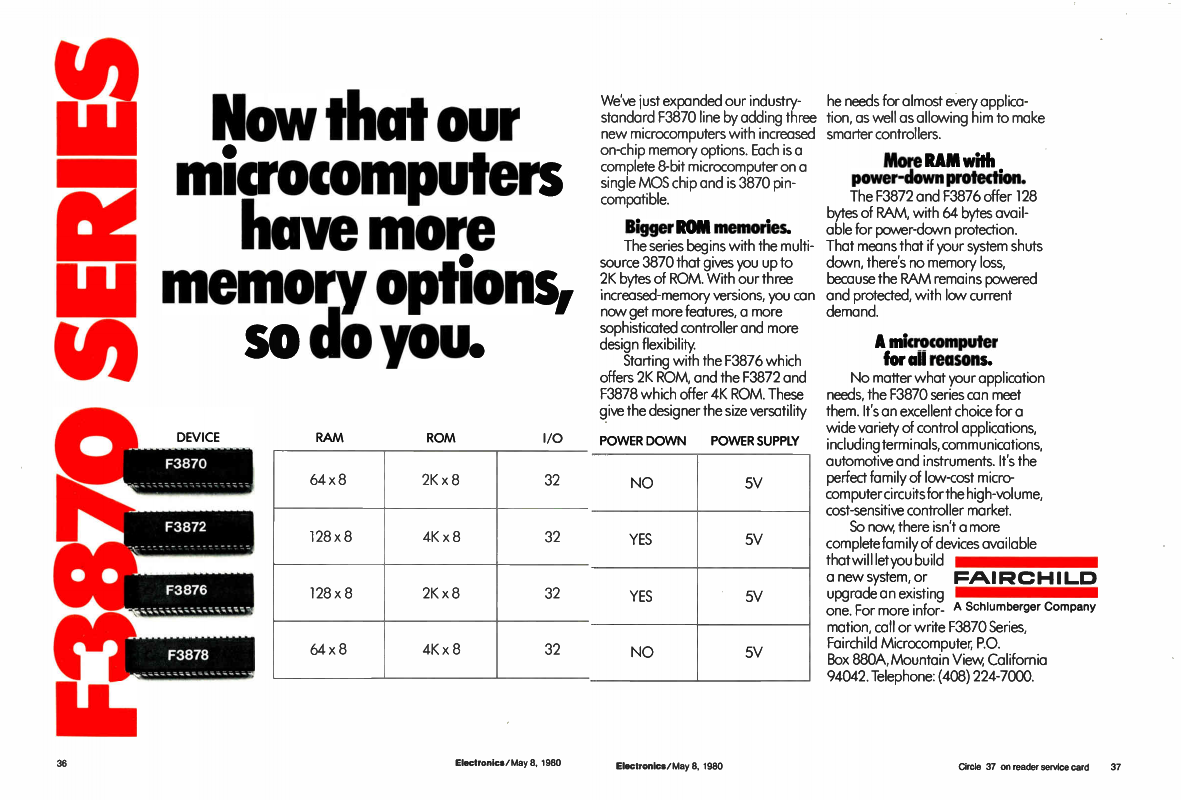 F3870 SERIES
Now that our
microcomputers
have more
memory options,
so do you.
We've just expanded our industry-
standard F3870 line by adding three
new microcomputers with increased
on-chip memory options. Each is a
complete 8-bit microcomputer on a
single MOS chip and is 3870 pin-
compatible.
Bigger ROM memories.
The series begins with the multi-
source 3870 that gives you up to
2K bytes of ROM. With our three
increased-memory versions, you can
now get more features, a more
sophisticated controller and more
design flexibility.
Starting with the F3876 which
offers 2K ROM, and the F3872 and
F3878 which offer 4K ROM. These
give the designer the size versatility
he needs for almost every applica-
tion, as well as allowing him to make
smarter controllers.
More RAM with
power-down protection.
The F3872 and F3876 offer 128
bytes of RAM, with 64 bytes avail-
able for power-down protection.
That means that if your system shuts
down, there's no memory loss,
because the RAM remains powered
and protected, with low current
demand.
A microcomputer
for all reasons.
No matter what your application
needs, the F3870 series can meet
them. It's an excellent choice for a
wide variety of control applications,
including terminals, communications,
automotive and instruments. It's the
perfect family of low-cost micro-
computer circuits for the high-volume,
cost-sensitive controller market.
So now, there isn't a more
complete family of devices available
that will let you build
a new system, or
upgrade an existing
one. For more infor-
mation, call or write F3870 Series,
Fairchild Microcomputer, P.O.
Box 880A, Mountain View, California
94042. Telephone: (408) 224-7000.
FAIRCHILD
A Schlumberger Company
DEVICE RAM ROM I/O POWER DOWN POWER SUPPLY
F3870 64 x 8 2K x 8 32 NO 5V
F3872 128 x 8 4K x 8 32 YES 5V
F3876 128 x 8 2K x 8 32 YES 5V
F3878 64 x 8 4K x 8 32 NO 5V
36
Electronics/May 8, 1980
Electronics/May 8, 1980
Circle 37 on reader service card
37